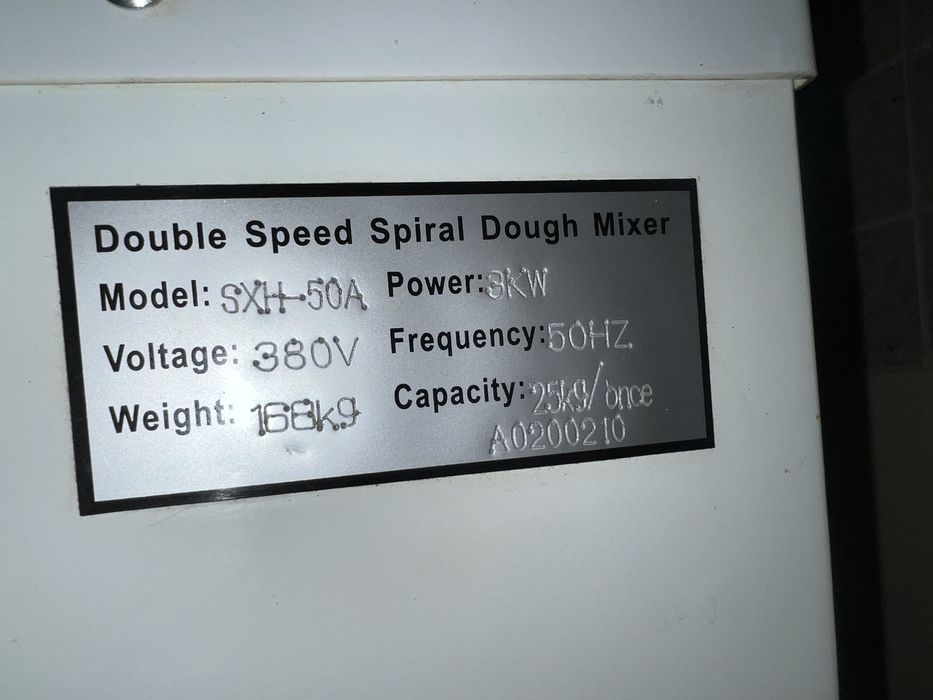 Double Speed Spiral Dough Mixer
Model: SXH-50A Power: 3KW
Voltage: 380V Frequency: 50HZ
Weight: 168kg Capacity: 25kg/once
A0200210